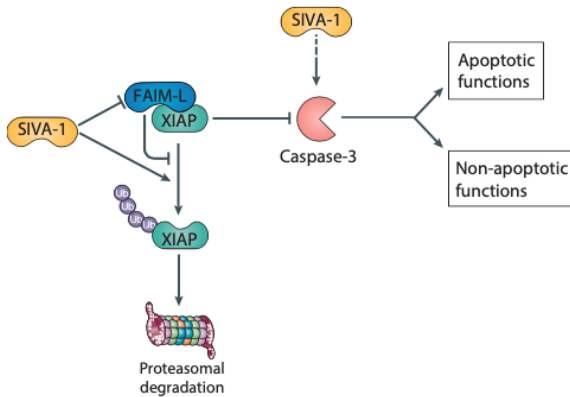 SIVA-1
Apoptotic
functions
FAIM-L
XIAP
SIVA-1
Caspase-3
Non-apoptotic
functions
Ub
Ub
Ub
Ub
XIAP
Proteasomal
degradation